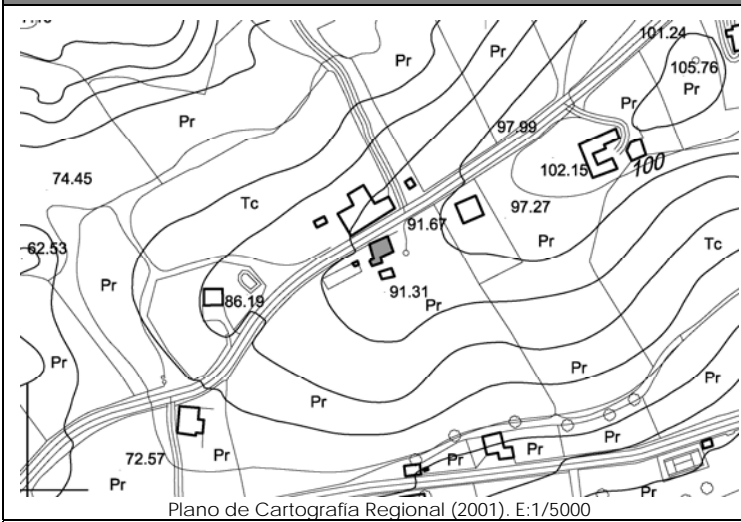 101.24
Pr
Pr
105.76
Pr
Pr
Pr
97.99
74.45
102.15
100
Tc
97.27
91.67
Pr
Tc
62.53
Pr
86.19
91.31
Pr
Pr
Pr
Pr
Pr
Pr
Pr
72.57
Pr
Pr
Pr
Pr
Plano de Cartografía Regional (2001). E:1/5000